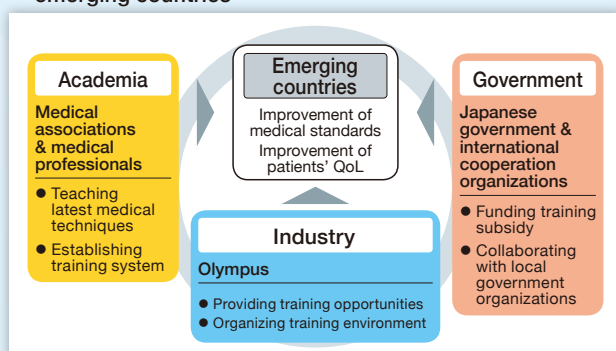 emerging countries
Academia
Medical
associations
& medical
professionals
● Teaching
latest medical
techniques
● Establishing
training system
Emerging
countries
Improvement of
medical standards
Improvement of
patients' QoL
Government
Japanese
government &
international
cooperation
organizations
● Funding training
subsidy
● Collaborating
with local
government
organizations
Industry
Olympus
● Providing training opportunities
● Organizing training environment